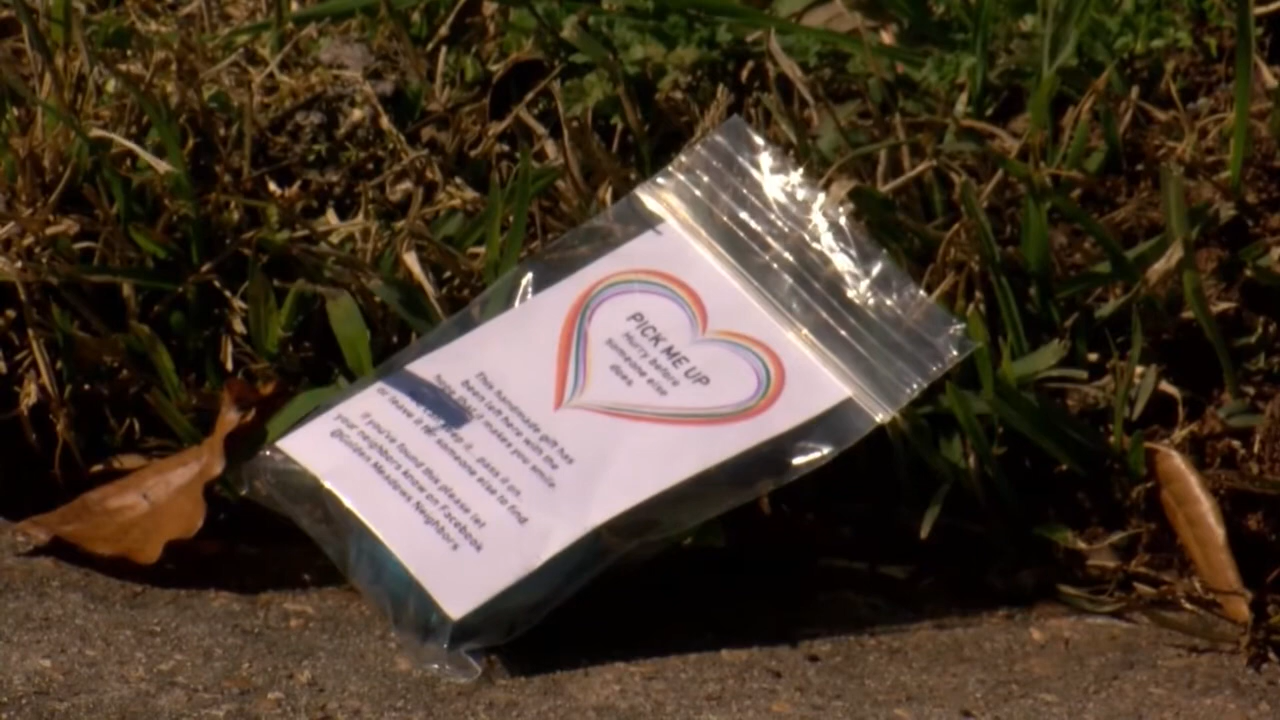 PICK ME UP
Hurry before
someone else
does
This handmade gift has
been left here with the
hope that it makes you smile.
keep it.. pass it on..
or leave it for someone else to find.
If you've found this please let
your neighbors know on Facebook
@Golden Meadows Neighbors